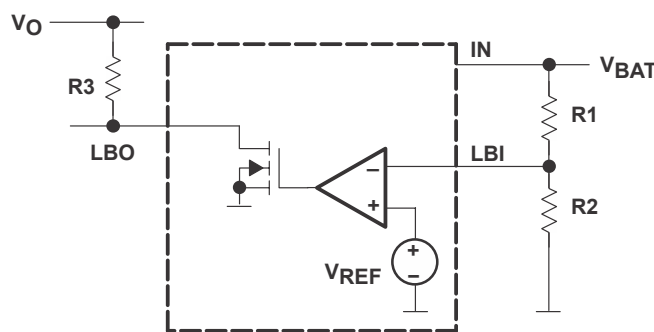 VO
R3
LBO
IN
VBAT
R1
LBI
R2
−
+
+
−
VREF